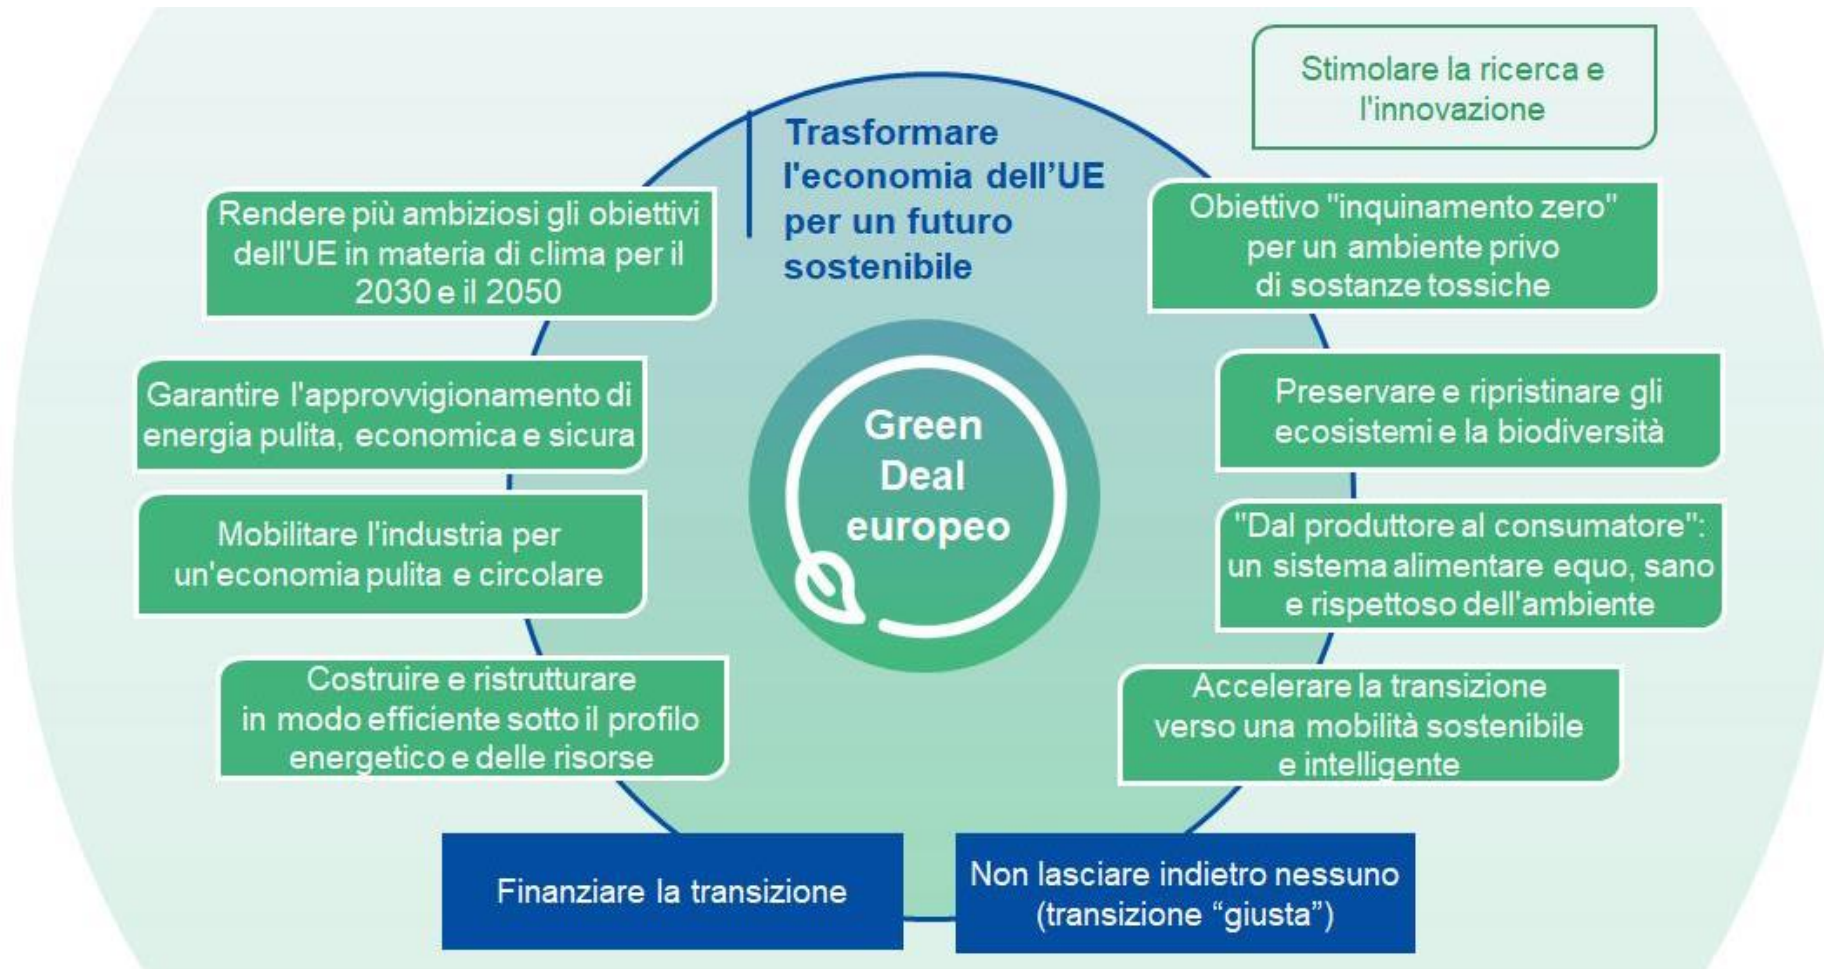 Stimolare la ricerca e
l'innovazione
Trasformare
l'economia dell’UE
per un futuro
sostenibile
Rendere più ambiziosi gli obiettivi
dell'UE in materia di clima per il
2030 e il 2050
Garantire l'approvvigionamento di
energia pulita, economica e sicura
Mobilitare l'industria per
un'economia pulita e circolare
Costruire e ristrutturare
in modo efficiente sotto il profilo
energetico e delle risorse
Green
Deal
europeo
Obiettivo "inquinamento zero"
per un ambiente privo
di sostanze tossiche
Preservare e ripristinare gli
ecosistemi e la biodiversità
"Dal produttore al consumatore":
un sistema alimentare equo, sano
e rispettoso dell'ambiente
Accelerare la transizione
verso una mobilità sostenibile
e intelligente
Finanziare la transizione
Non lasciare indietro nessuno
(transizione “giusta”)